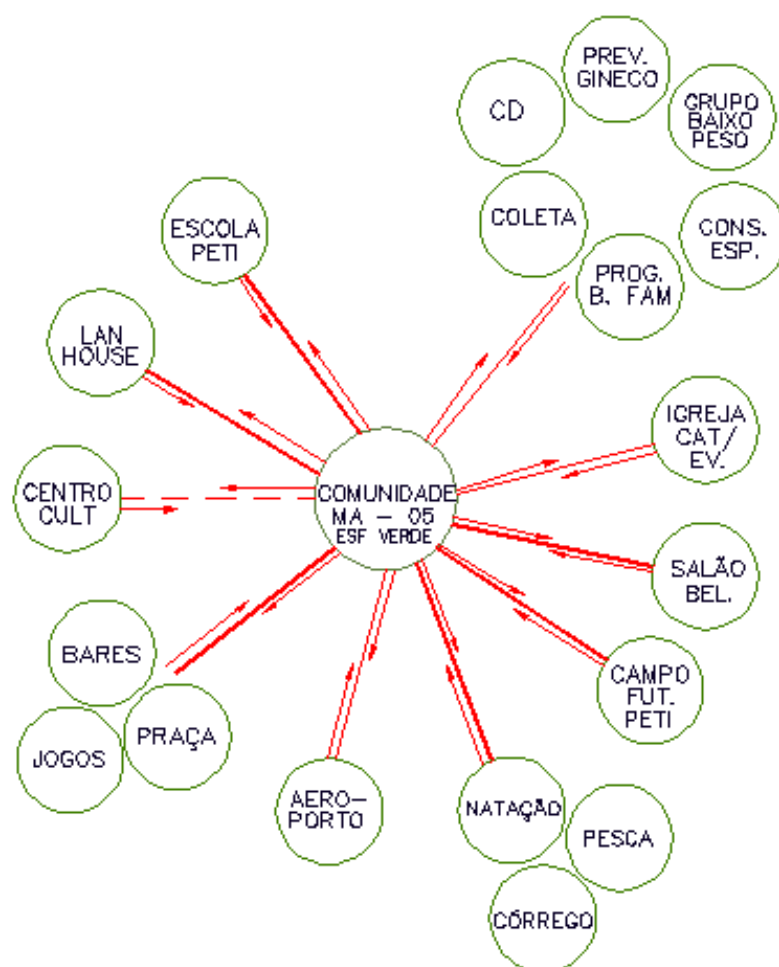 PREV.
GINECO
CD
GRUPO
BAIXO
PESO
COLETA
CONS.
ESP.
PROG.
B. FAM
ESCOLA
PETI
LAN
HOUSE
IGREJA
CAT/
EV.
CENTRO
CULT
COMUNIDADE
MA - 05
ESF VERDE
SALÃO
BEL.
BARES
CAMPO
FUT.
PETI
JOGOS
PRAÇA
AERO-
PORTO
NATAÇÃO
PESCA
CÓRREGO